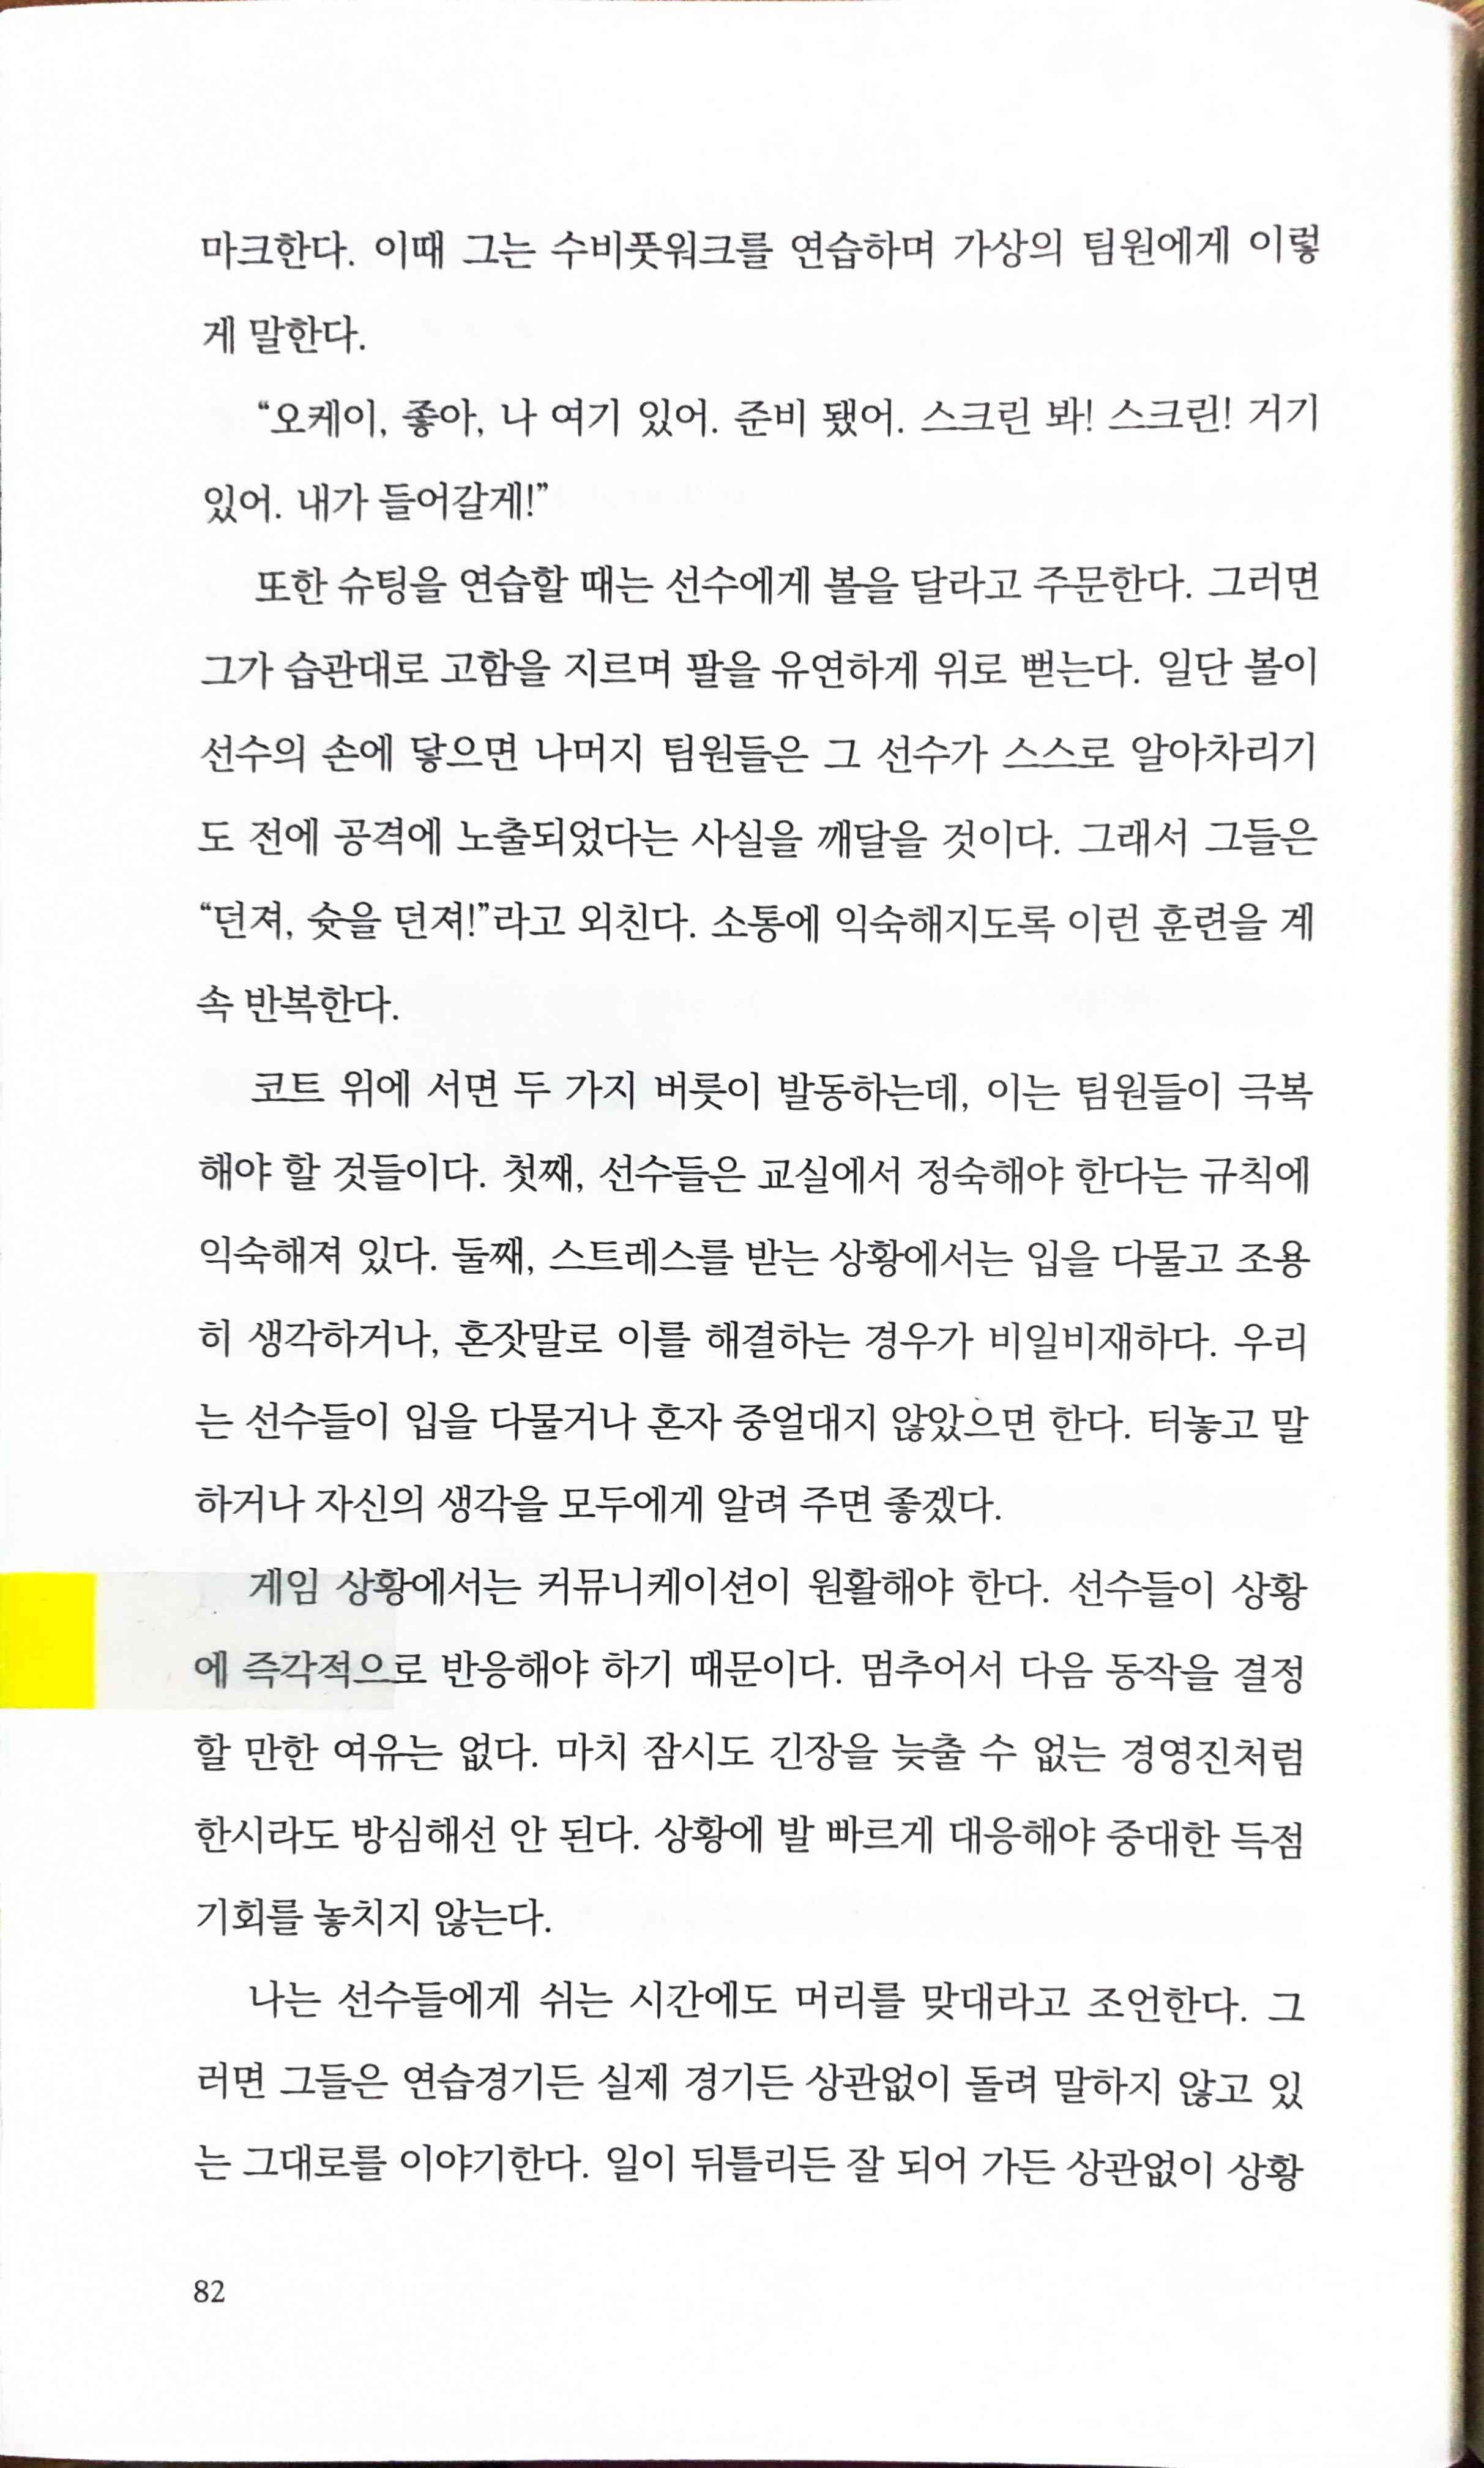 마크한다. 이때 그는 수비풋워크를 연습하며 가상의 팀원에게 이렇
게 말한다.
“오케이, 좋아, 나 여기 있어. 준비 됐어. 스크린 봐! 스크린! 거기
있어. 내가 들어갈게!”
또한 슈팅을 연습할 때는 선수에게 볼을 달라고 주문한다. 그러면
그가 습관대로 고함을 지르며 팔을 유연하게 위로 뻗는다. 일단 볼이
선수의 손에 닿으면 나머지 팀원들은 그 선수가 스스로 알아차리기
도 전에 공격에 노출되었다는 사실을 깨달을 것이다. 그래서 그들은
“던져, 슛을 던져!”라고 외친다. 소통에 익숙해지도록 이런 훈련을 계
속 반복한다.
코트 위에 서면 두 가지 버릇이 발동하는데, 이는 팀원들이 극복
해야 할 것들이다. 첫째, 선수들은 교실에서 정숙해야 한다는 규칙에
익숙해져 있다. 둘째, 스트레스를 받는 상황에서는 입을 다물고 조용
히 생각하거나, 혼잣말로 이를 해결하는 경우가 비일비재하다. 우리
는 선수들이 입을 다물거나 혼자 중얼대지 않았으면 한다. 터놓고 말
하거나 자신의 생각을 모두에게 알려 주면 좋겠다.
게임 상황에서는 커뮤니케이션이 원활해야 한다. 선수들이 상황
에 즉각적으로 반응해야 하기 때문이다. 멈추어서 다음 동작을 결정
할 만한 여유는 없다. 마치 잠시도 긴장을 늦출 수 없는 경영진처럼
한시라도 방심해선 안 된다. 상황에 발 빠르게 대응해야 중대한 득점
기회를 놓치지 않는다.
나는 선수들에게 쉬는 시간에도 머리를 맞대라고 조언한다. 그
러면 그들은 연습경기든 실제 경기든 상관없이 돌려 말하지 않고 있
는 그대로를 이야기한다. 일이 뒤틀리든 잘 되어 가든 상관없이 상황
82